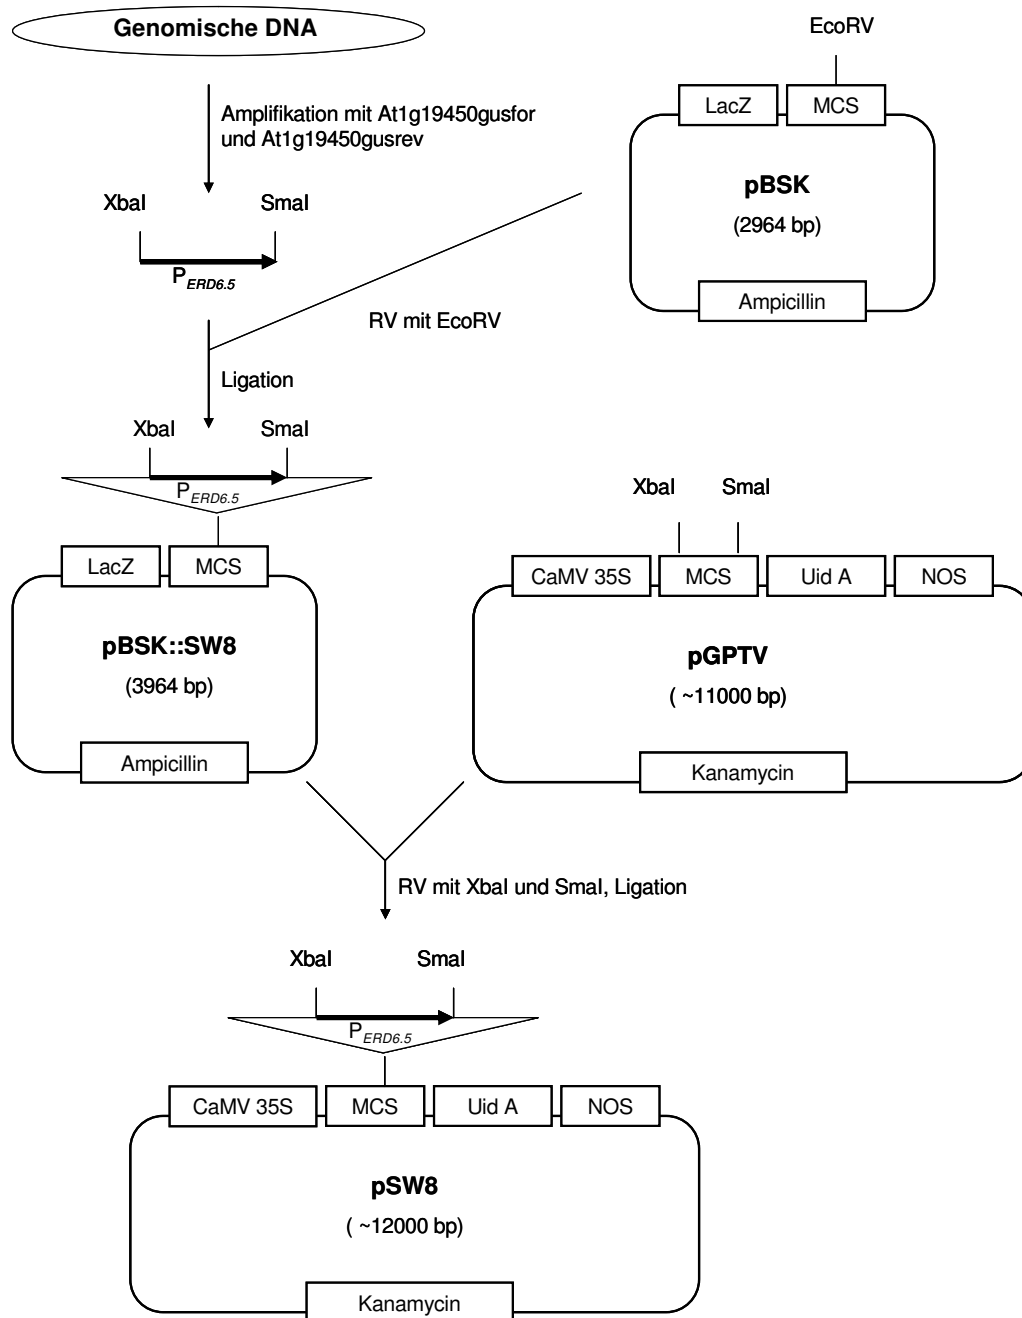 Genomische DNA
EcoRV
Amplifikation mit At1g19450gusfor
und At1g19450gusrev
LacZ
MCS
pBSK
(2964 bp)
Ampicillin
XbaI
SmaI
P ERD6.5
RV mit EcoRV
Ligation
XbaI
SmaI
P ERD6.5
LacZ
MCS
pBSK::SW8
(3964 bp)
Ampicillin
XbaI
SmaI
CaMV 35S
MCS
Uid A
NOS
pGPTV
( ~11000 bp)
Kanamycin
RV mit XbaI und SmaI, Ligation
XbaI
SmaI
P ERD6.5
CaMV 35S
MCS
Uid A
NOS
pSW8
( ~12000 bp)
Kanamycin